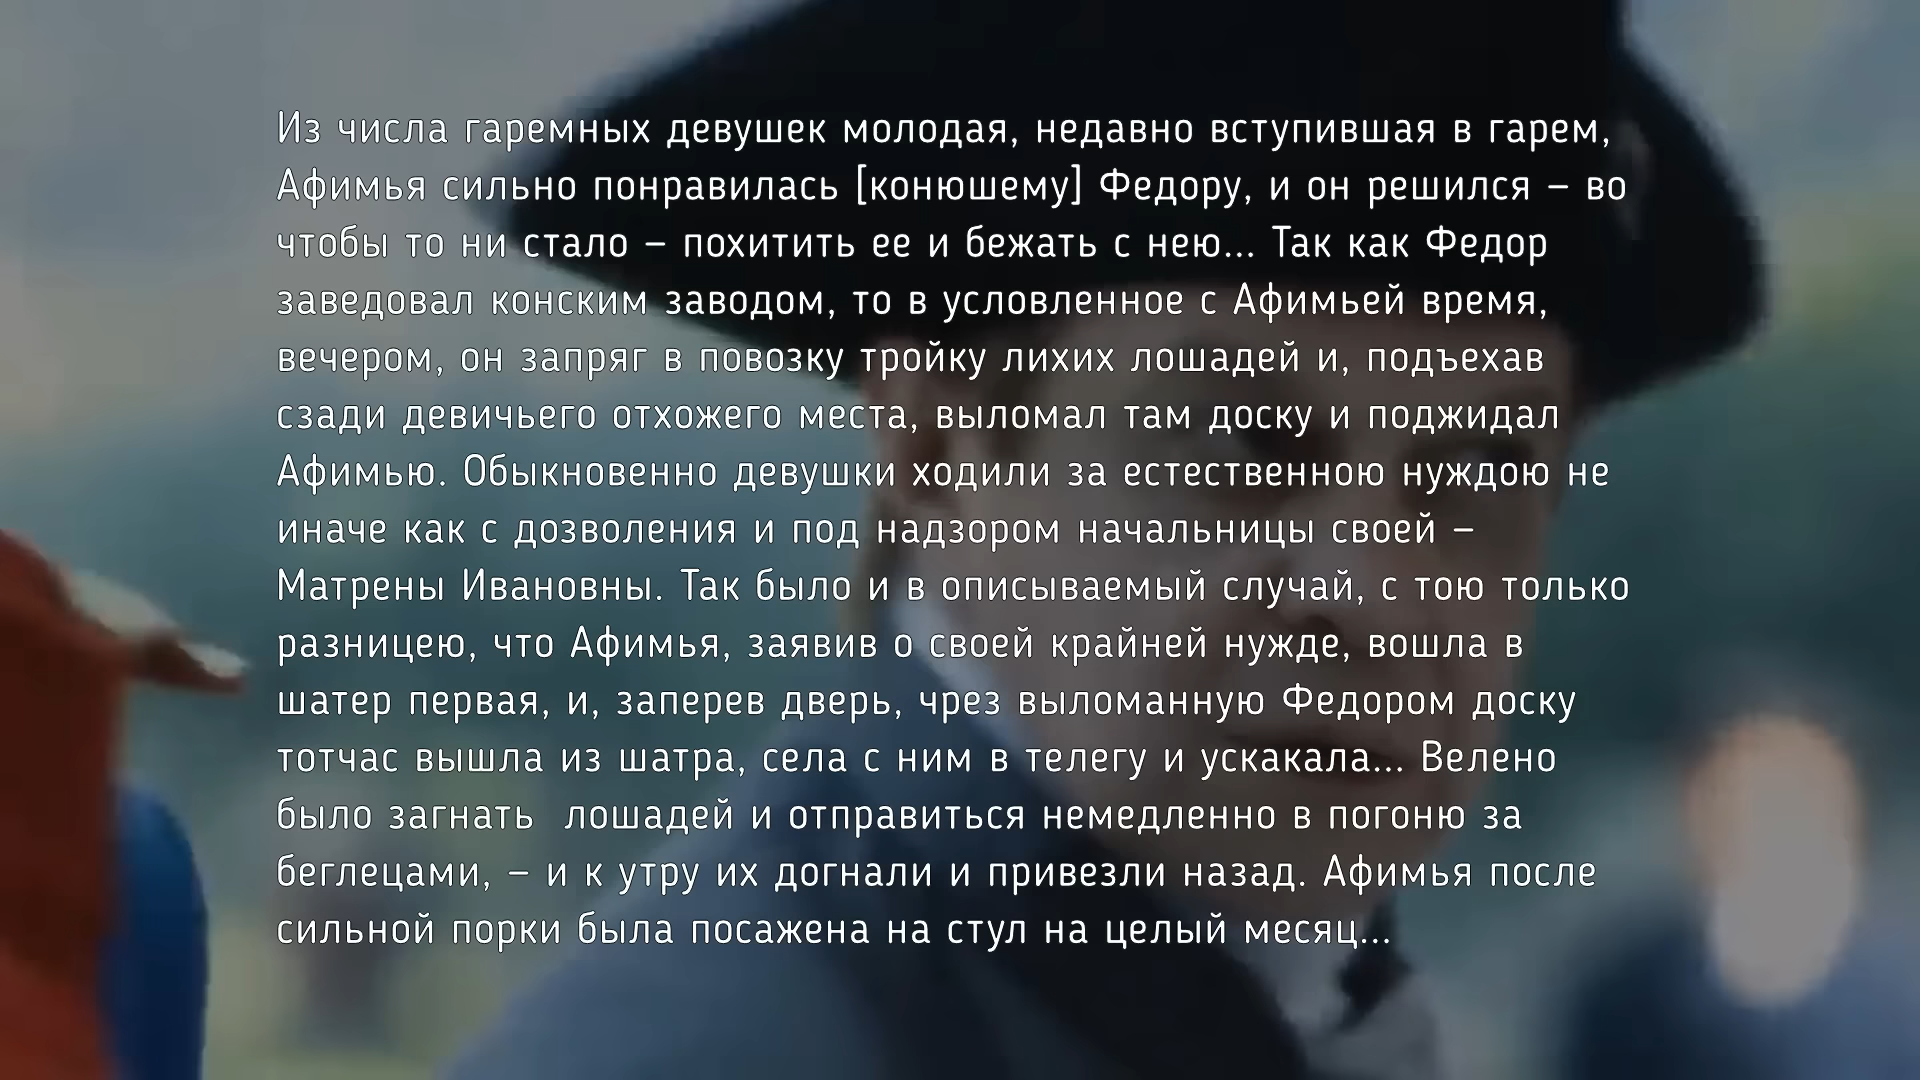 Из числа гаремных девушек молодая, недавно вступившая в гарем,
Афимья сильно понравилась [конюшему] Федору, и он решился – во
чтобы то ни стало – похитить ее и бежать с нею... Так как Федор
заведовал конским заводом, то в условленное с Афимьей время,
вечером, он запряг в повозку тройку лихих лошадей и, подъехав
сзади девичьего отхожего места, выломал там доску и поджидал
Афимью. Обыкновенно девушки ходили за естественною нуждою не
иначе как с дозволения и под надзором начальницы своей –
Матрены Ивановны. Так было и в описываемый случай, с тою только
разницею, что Афимья, заявив о своей крайней нужде, вошла в
шатер первая, и, заперев дверь, чрез выломанную Федором доску
тотчас вышла из шатра, села с ним в телегу и ускакала... Велено
было загнать  лошадей и отправиться немедленно в погоню за
беглецами, – и к утру их догнали и привезли назад. Афимья после
сильной порки была посажена на стул на целый месяц...